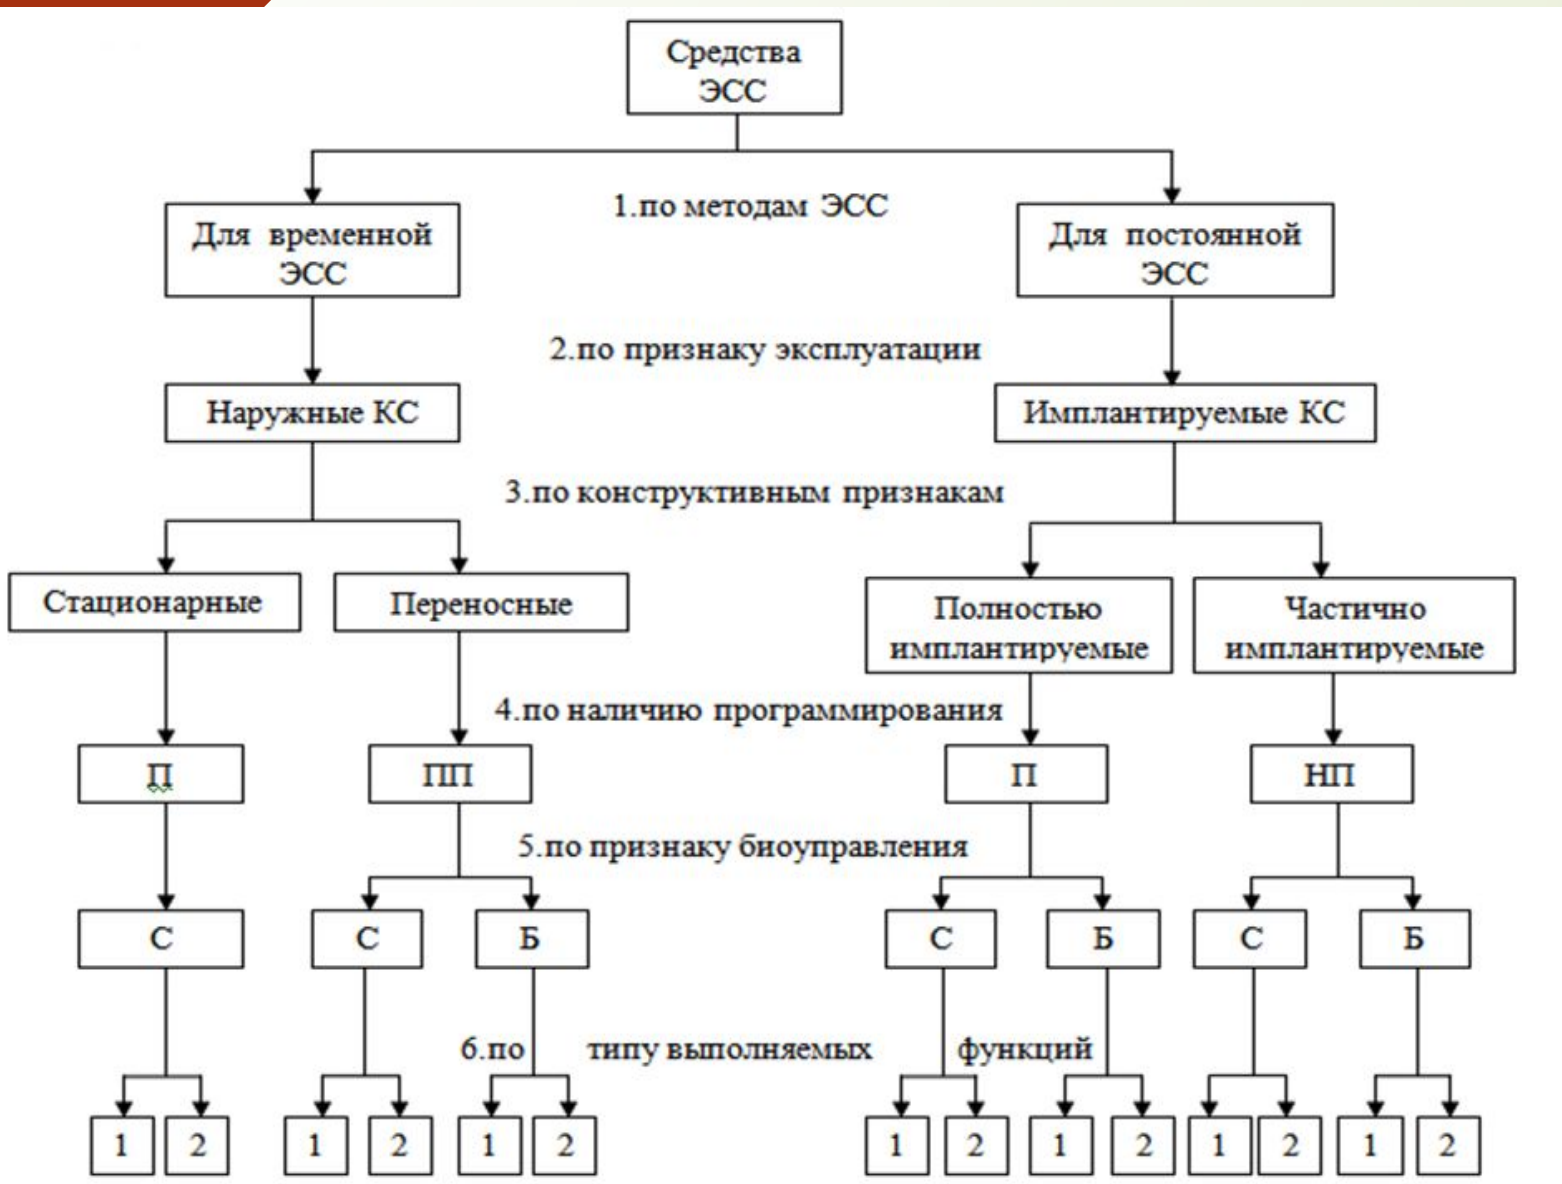 Средства
ЭСС
1.по методам ЭСС
Для временной
ЭСС
Для постоянной
ЭСС
2.по признаку эксплуатации
Наружные КС
Имплантируемые КС
3.по конструктивным признакам
Стационарные
Переносные
Полностью
имплантируемые
Частично
имплантируемые
4.по наличию программирования
П
ПП
П
НП
5.по признаку биоуправления
С
С
Б
С
Б
С
Б
6.по типу выполняемых функций
1
2
1
2
1
2
1
2
1
2
1
2
1
2